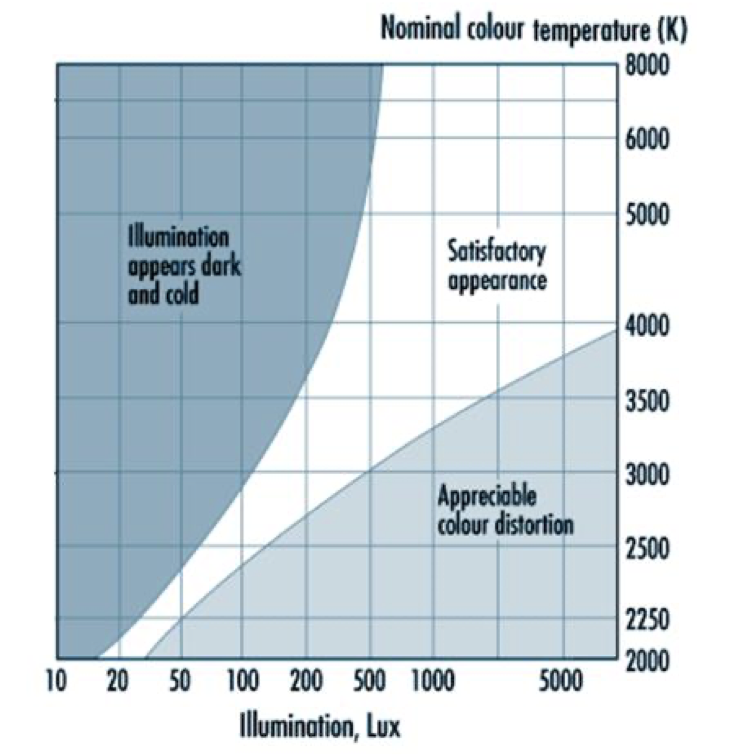 Nominal colour temperature (K)
8000
6000
Illumination
appears dark
and cold
5000
Satisfactory
appearance
4000
3500
3000
Appreciable
colour distortion
2500
2250
2000
10 20 50 100 200 500 1000 5000
Illumination, Lux